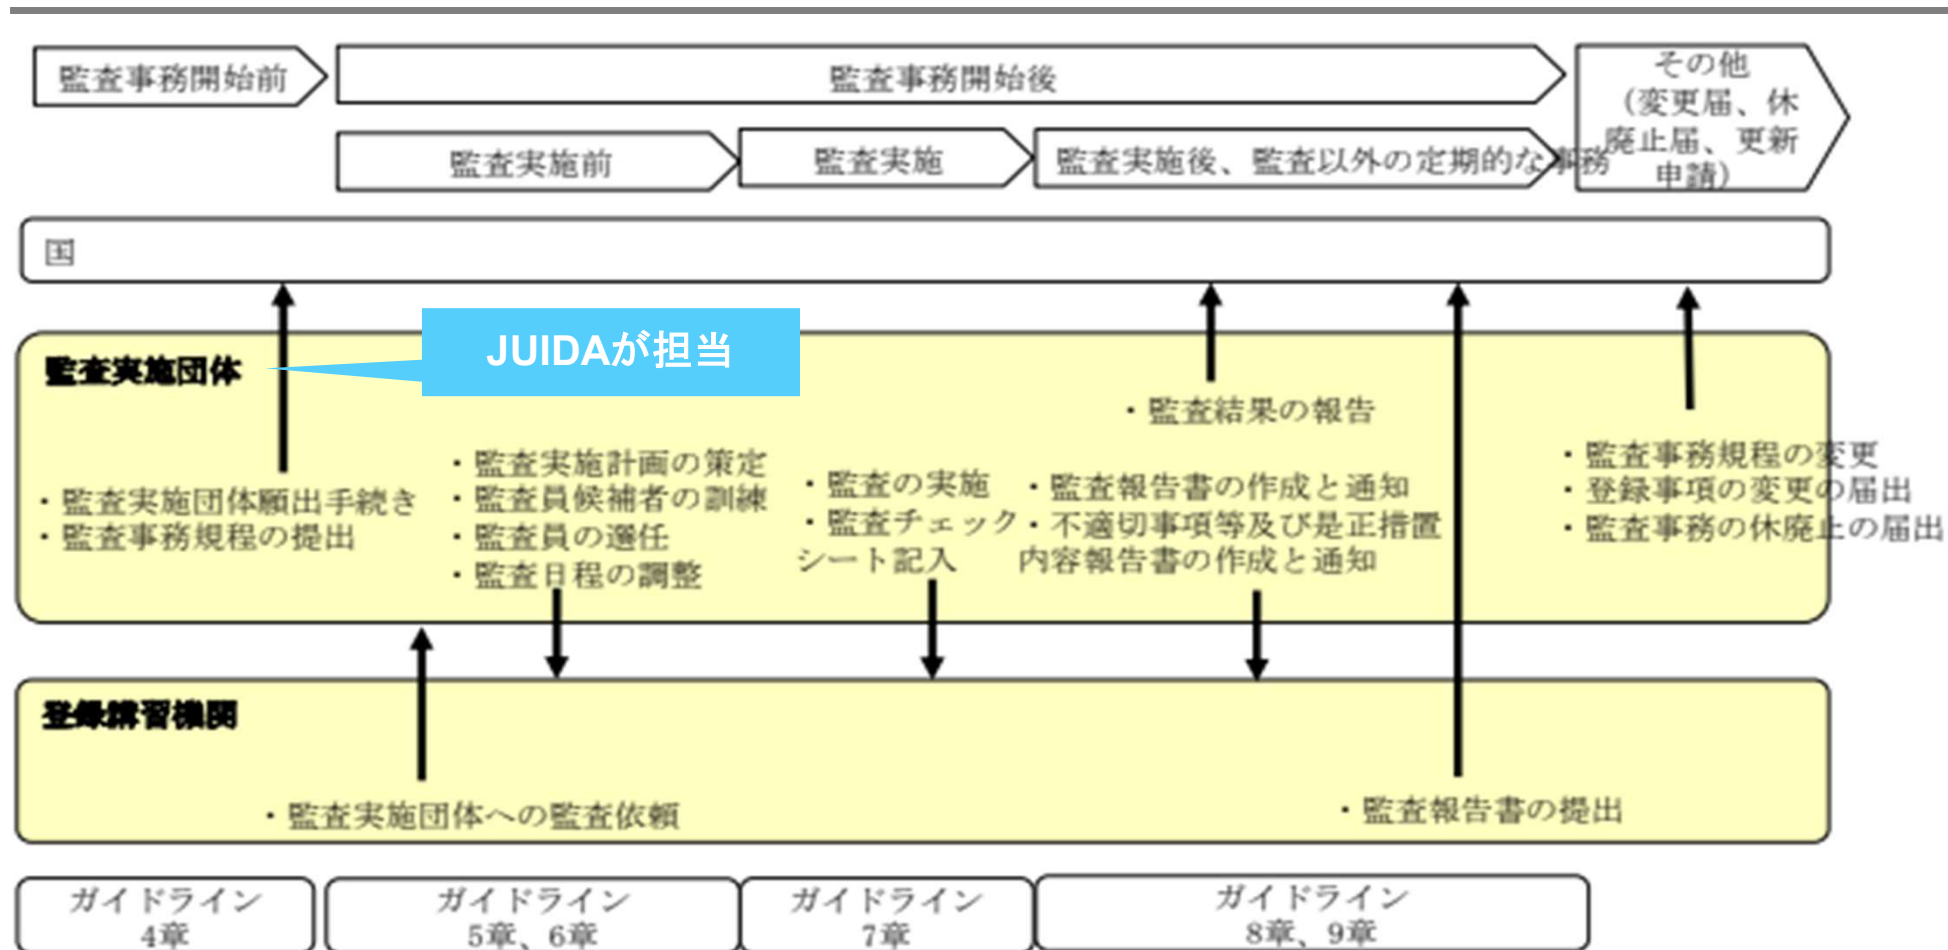 監査事務開始前
監査事務開始後
その他
（変更届、休
廃止届、更新
申請）
監査実施前
監査実施
監査実施後、監査以外の定期的な事務
国
監査実施団体
JUIDAが担当
・監査実施団体願出手続き
・監査事務規程の提出
・監査実施計画の策定
・監査員候補者の訓練
・監査員の選任
・監査日程の調整
・監査の実施
・監査チェック
シート記入
・監査結果の報告
・監査報告書の作成と通知
・不適切事項等及び是正措置
内容報告書の作成と通知
・監査事務規程の変更
・登録事項の変更の届出
・監査事務の休廃止の届出
登録講習機関
・監査実施団体への監査依頼
・監査報告書の提出
ガイドライン
4章
ガイドライン
5章、6章
ガイドライン
7章
ガイドライン
8章、9章